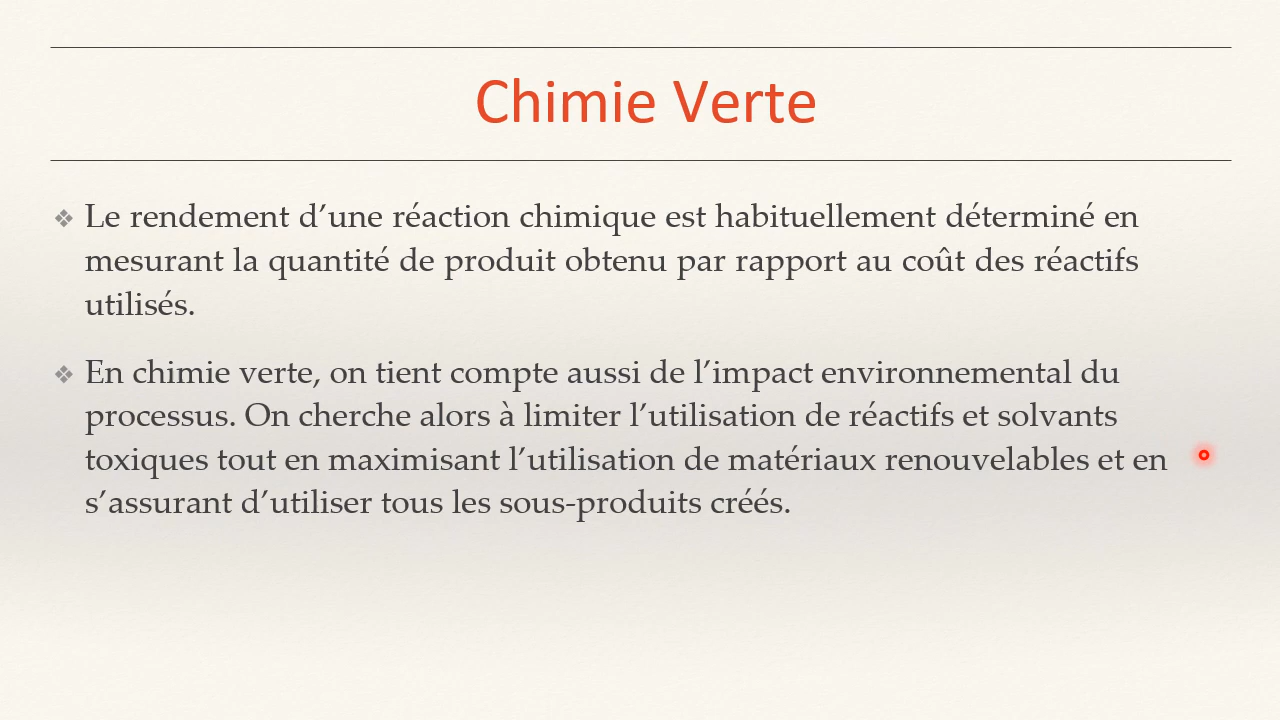 Chimie Verte
Le rendement d’une réaction chimique est habituellement déterminé en
mesurant la quantité de produit obtenu par rapport au coût des réactifs
utilisés.
En chimie verte, on tient compte aussi de l’impact environnemental du
processus. On cherche alors à limiter l’utilisation de réactifs et solvants
toxiques tout en maximisant l’utilisation de matériaux renouvelables et en
s’assurant d’utiliser tous les sous-produits créés.